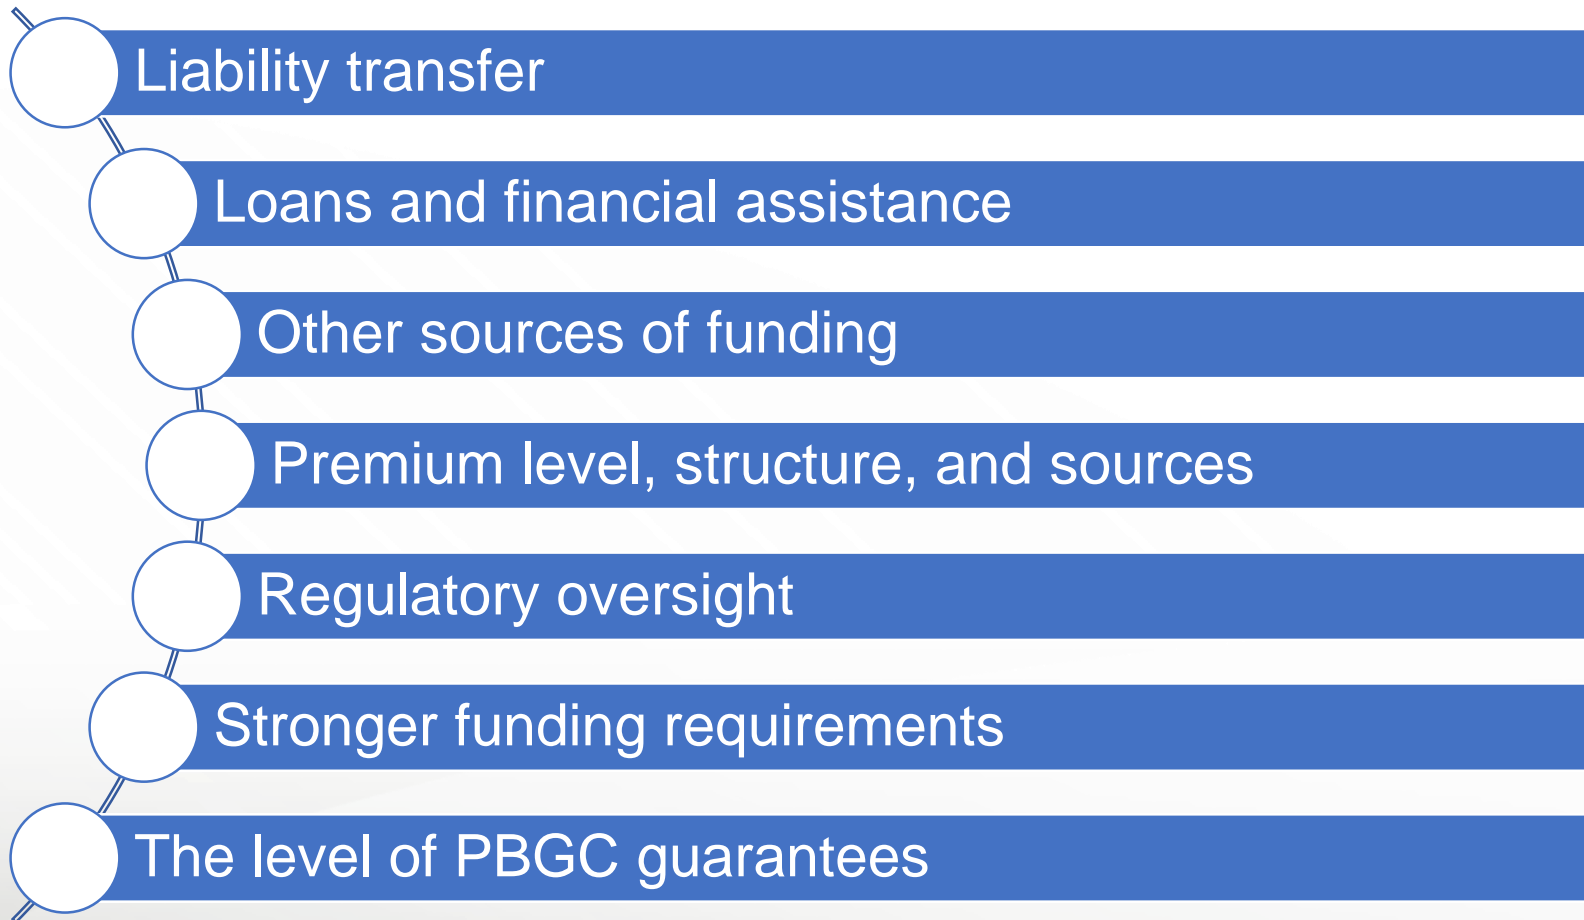 Liability transfer
Loans and financial assistance
Other sources of funding
Premium level, structure, and sources
Regulatory oversight
Stronger funding requirements
The level of PBGC guarantees